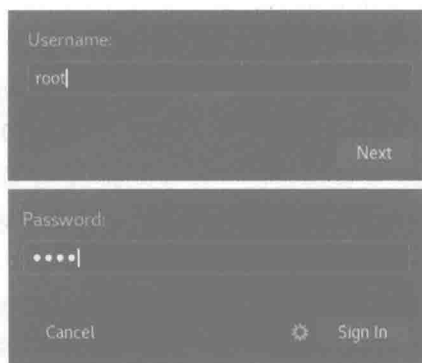 Username:
root
Next
Password:
••••
Cancel
Sign In